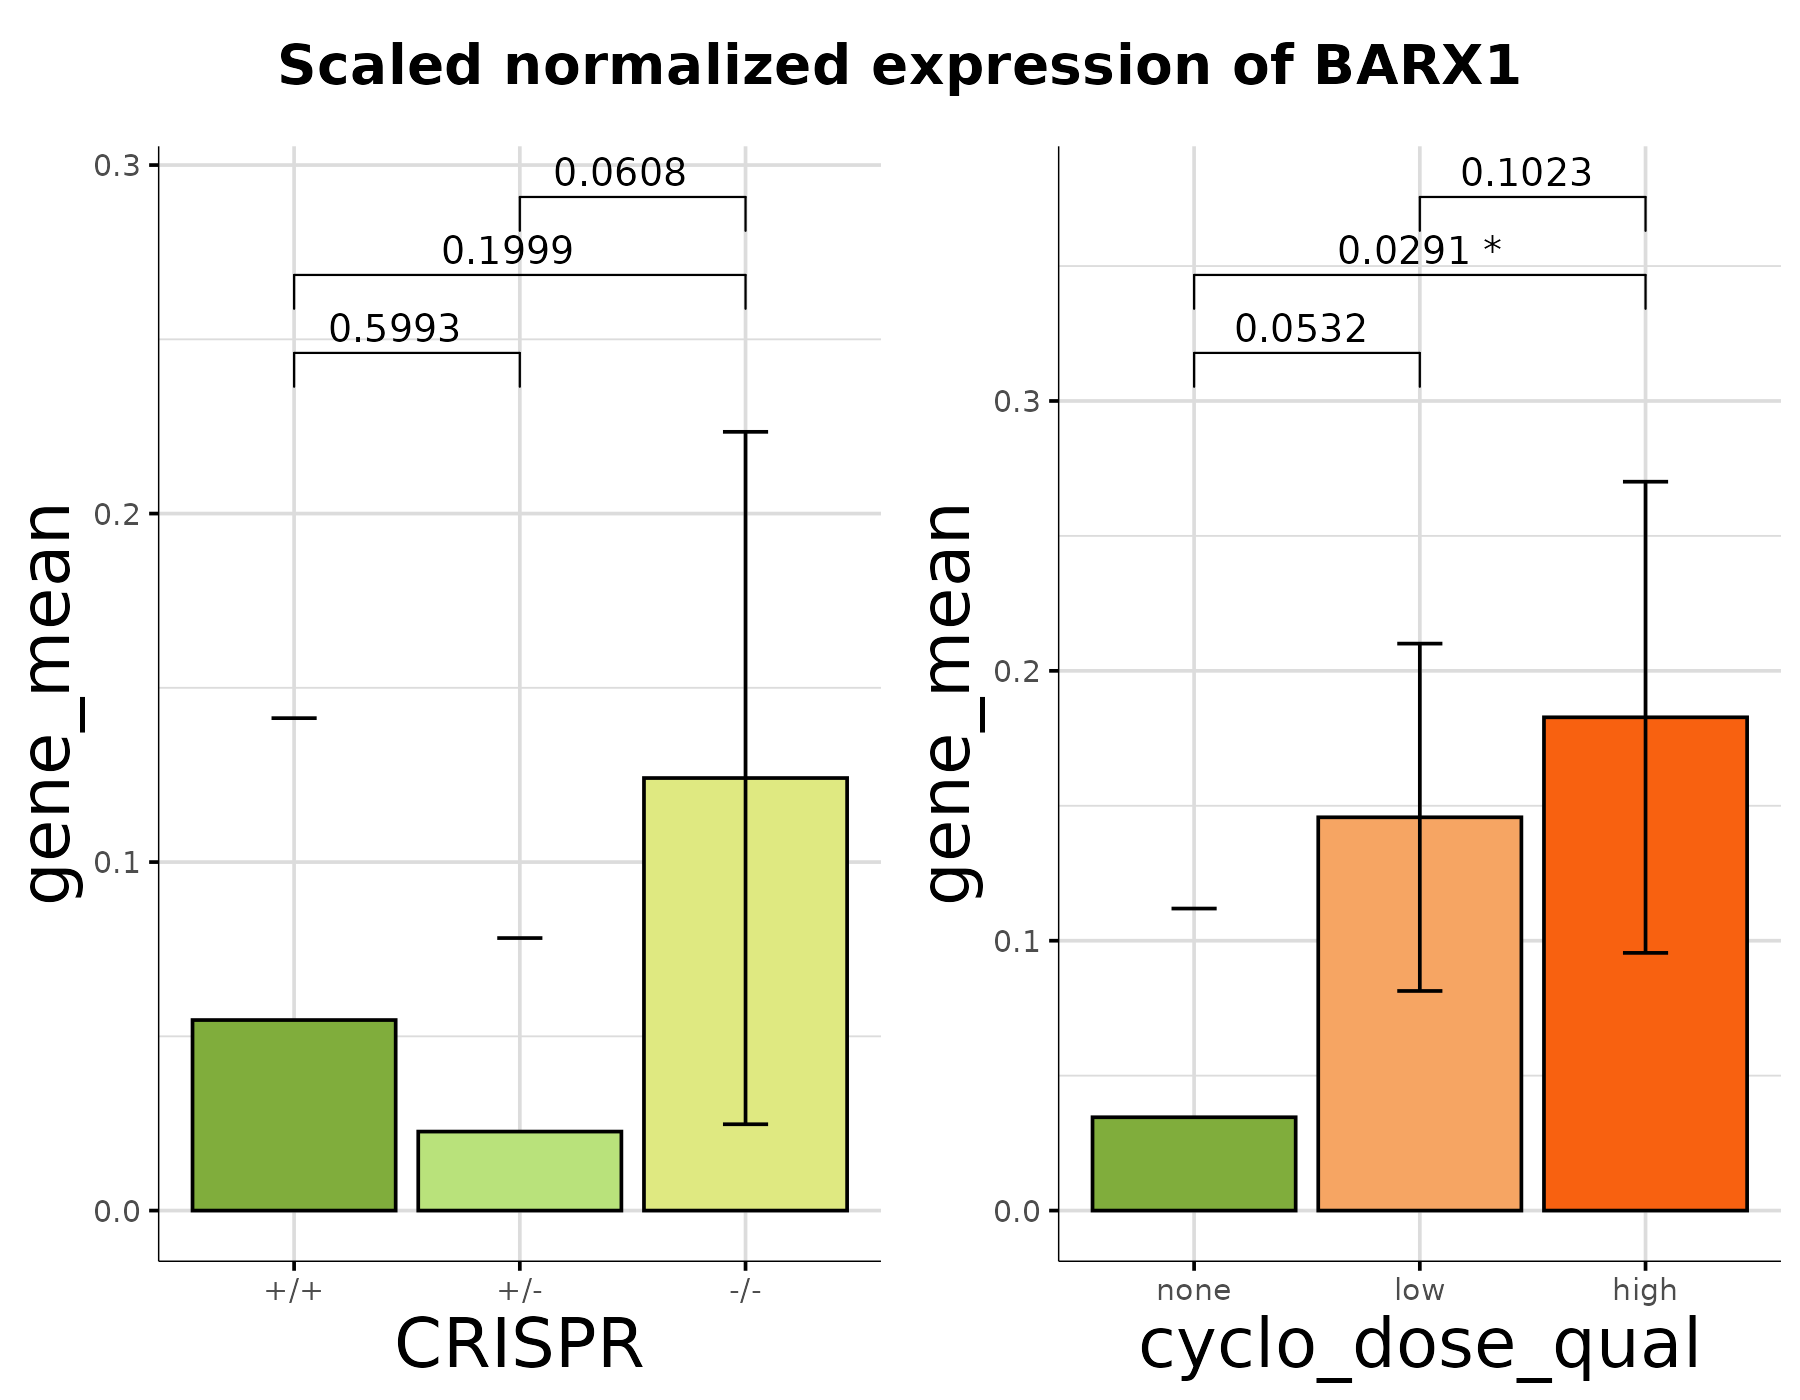 Scaled normalized expression of BARX1
gene_mean
0.3
0.2
0.1
0.0
0.0608
0.1999
0.5993
+/+
+/-
-/-
CRISPR
gene_mean
0.3
0.2
0.1
0.0
0.1023
0.0291 *
0.0532
none
low
high
cyclo_dose_qual